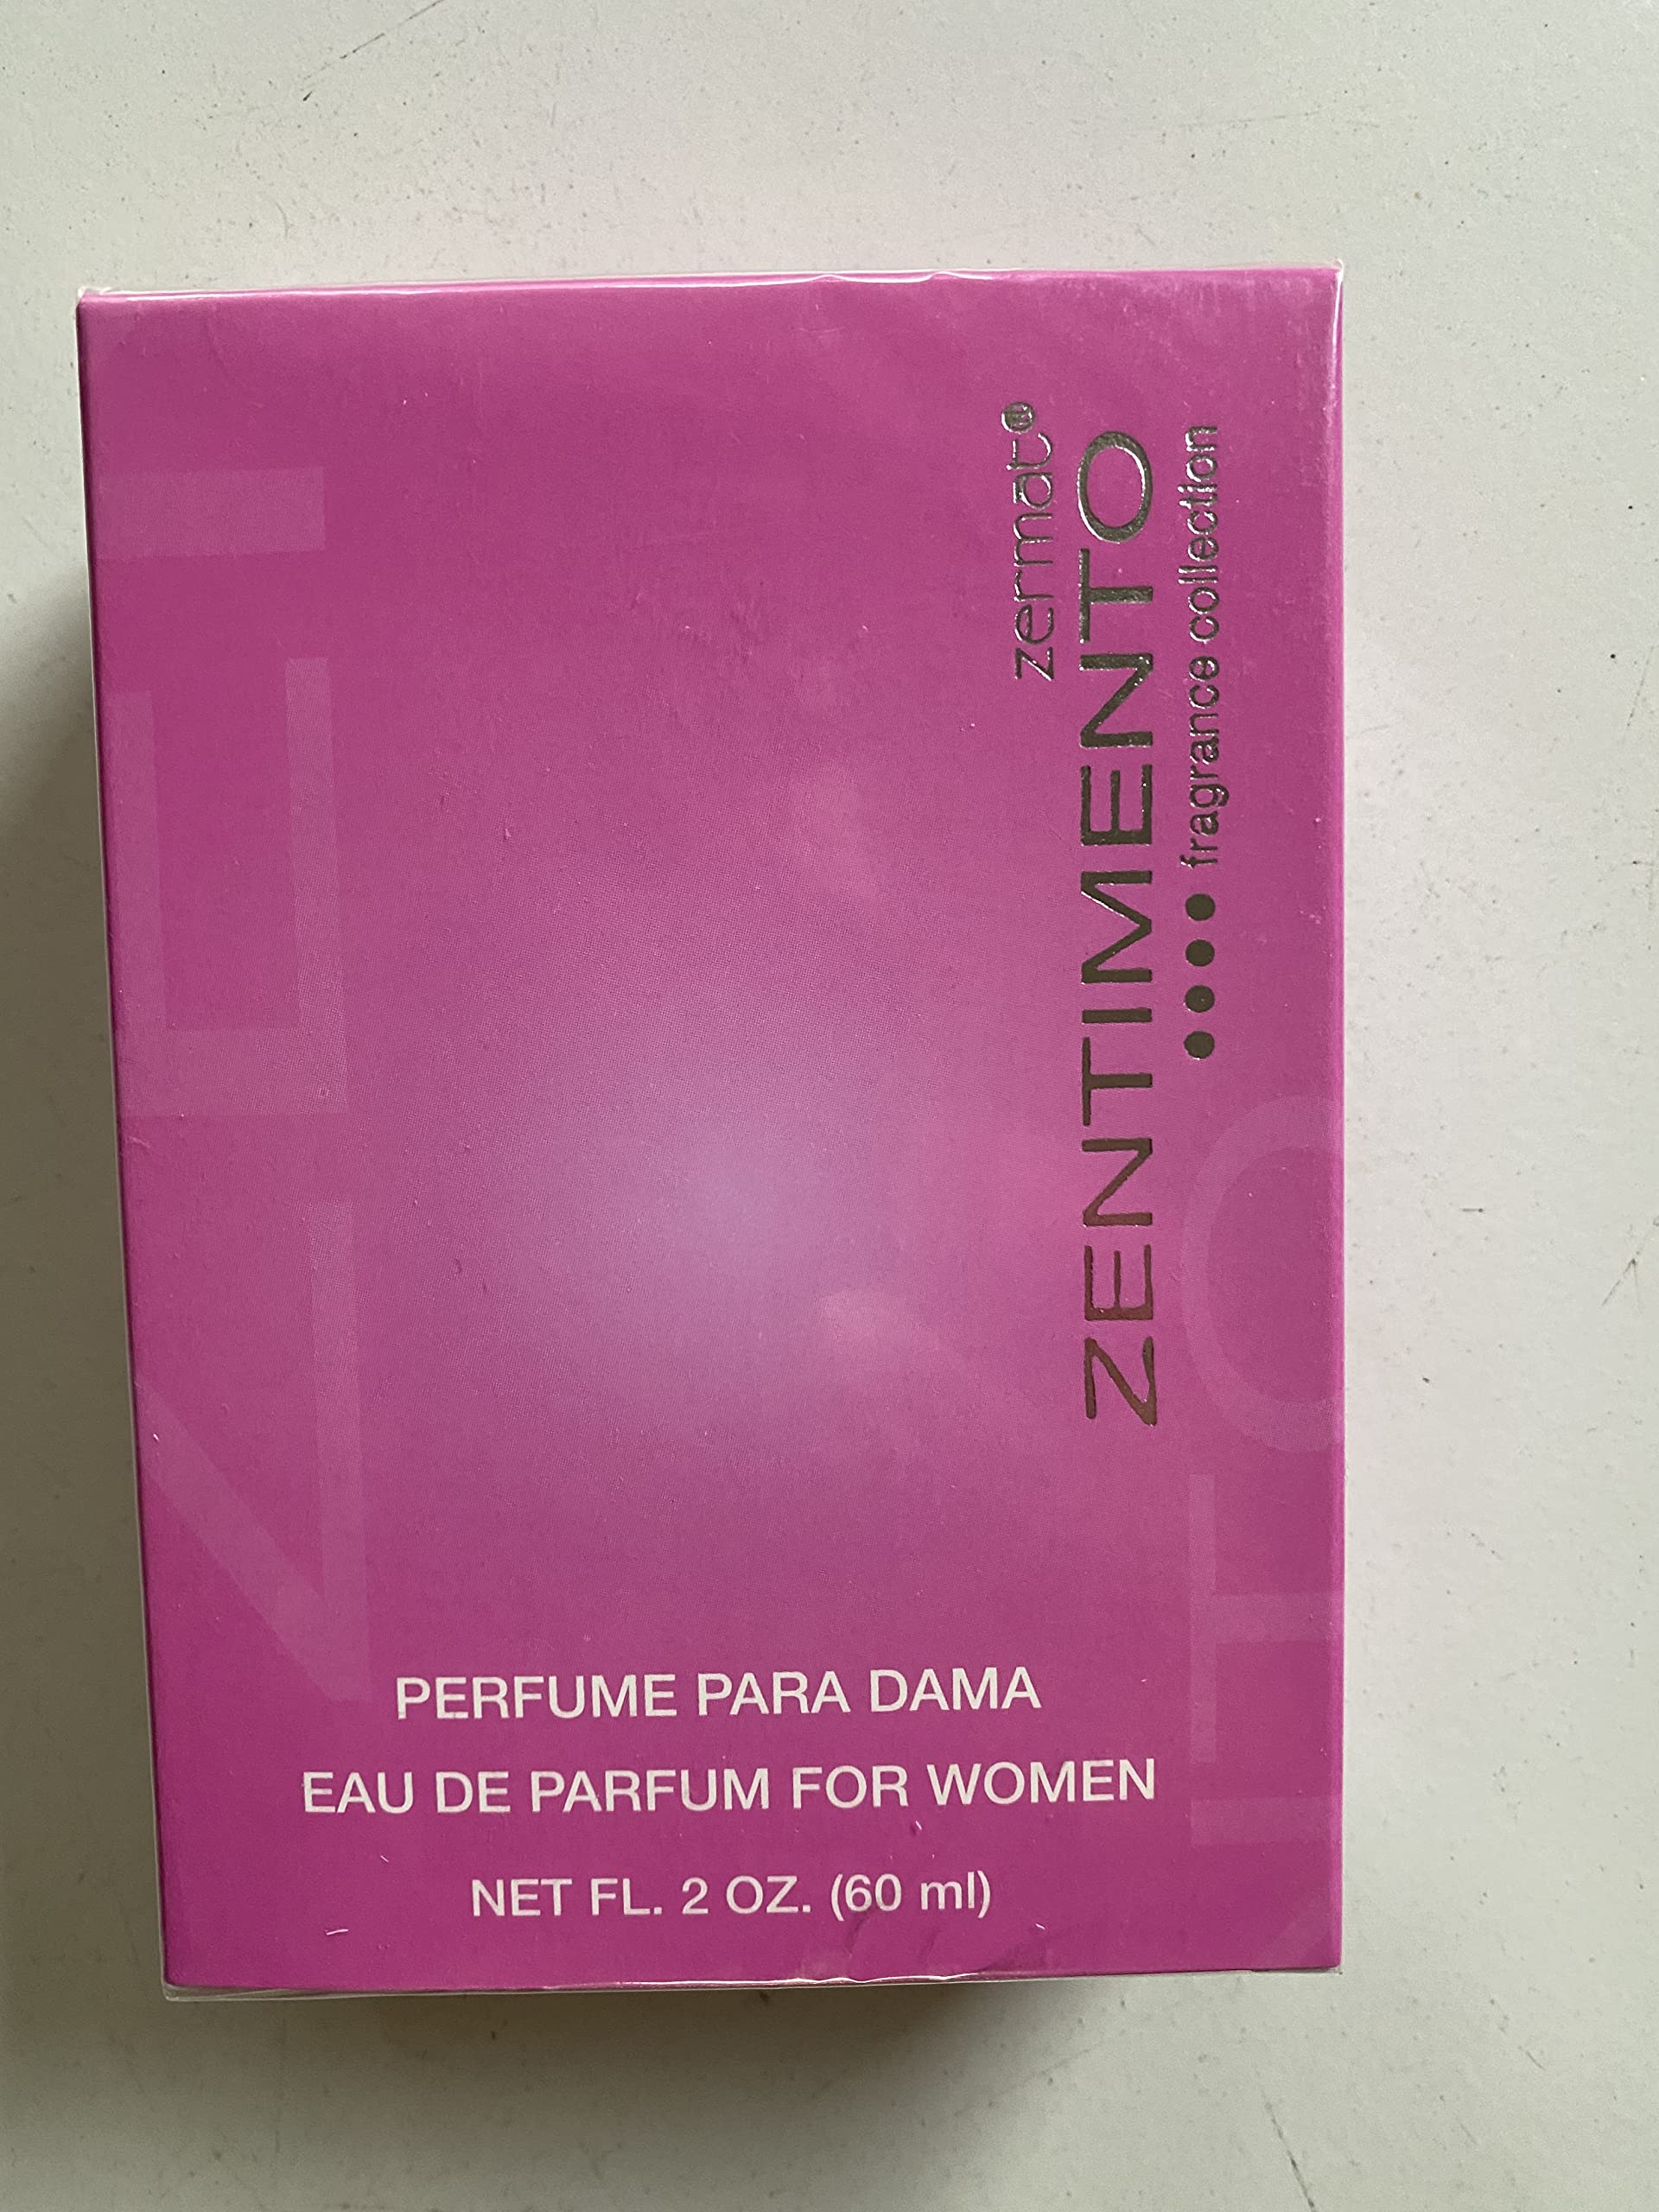 zermat®
ZENTIMENTO
•••• fragrance collection
PERFUME PARA DAMA
EAU DE PARFUM FOR WOMEN
NET FL. 2 OZ. (60 ml)